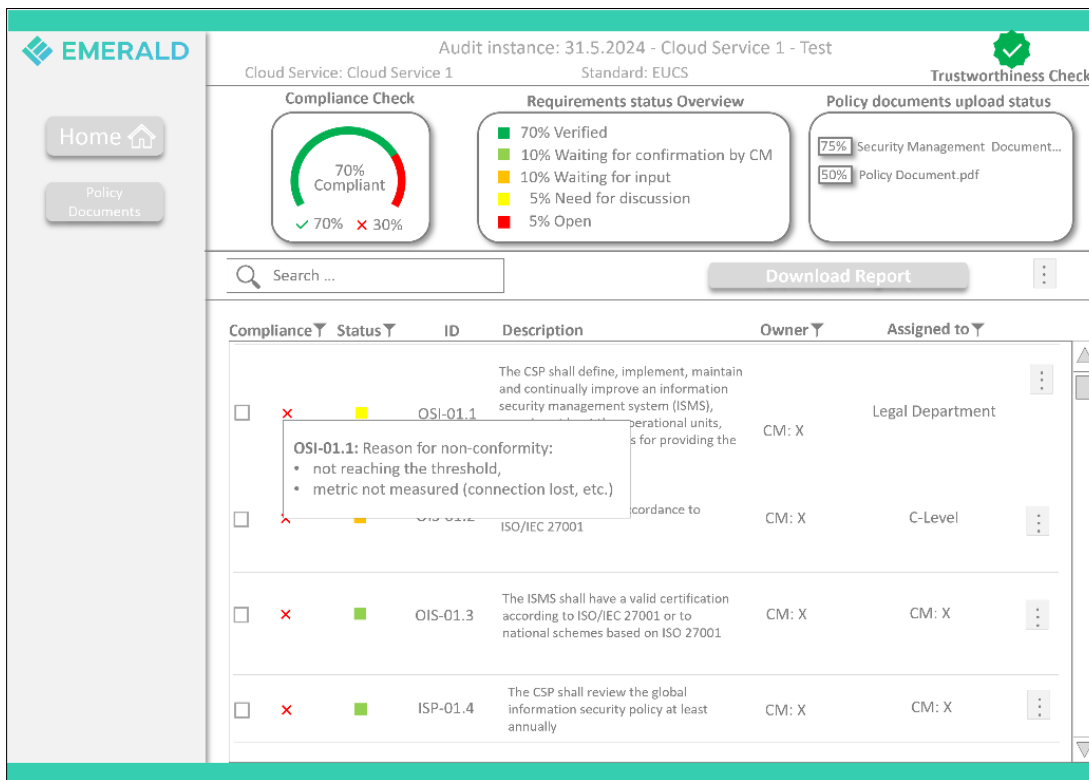 EMERALD
Audit instance: 31.5.2024 - Cloud Service 1 - Test
Cloud Service: Cloud Service 1
Standard: EUCS
Trustworthiness Check
Home
Policy
Documents
Compliance Check
70%
Compliant
70% 30%
Requirements status Overview
70% Verified
10% Waiting for confirmation by CM
10% Waiting for input
5% Need for discussion
5% Open
Policy documents upload status
75% Security Management Document...
50% Policy Document.pdf
Search ...
Download Report
Compliance Status ID Description Owner Assigned to
The CSP shall define, implement, maintain
and continually improve an information
security management system (ISMS),
OSI-01.1
operational units,
s for providing the
CM: X
Legal Department
OSI-01.1: Reason for non-conformity:
• not reaching the threshold,
• metric not measured (connection lost, etc.)
OIS-01.2
ccordance to
ISO/IEC 27001
CM: X
C-Level
OIS-01.3
The ISMS shall have a valid certification
according to ISO/IEC 27001 or to
national schemes based on ISO 27001
CM: X
CM: X
ISP-01.4
The CSP shall review the global
information security policy at least
annually
CM: X
CM: X